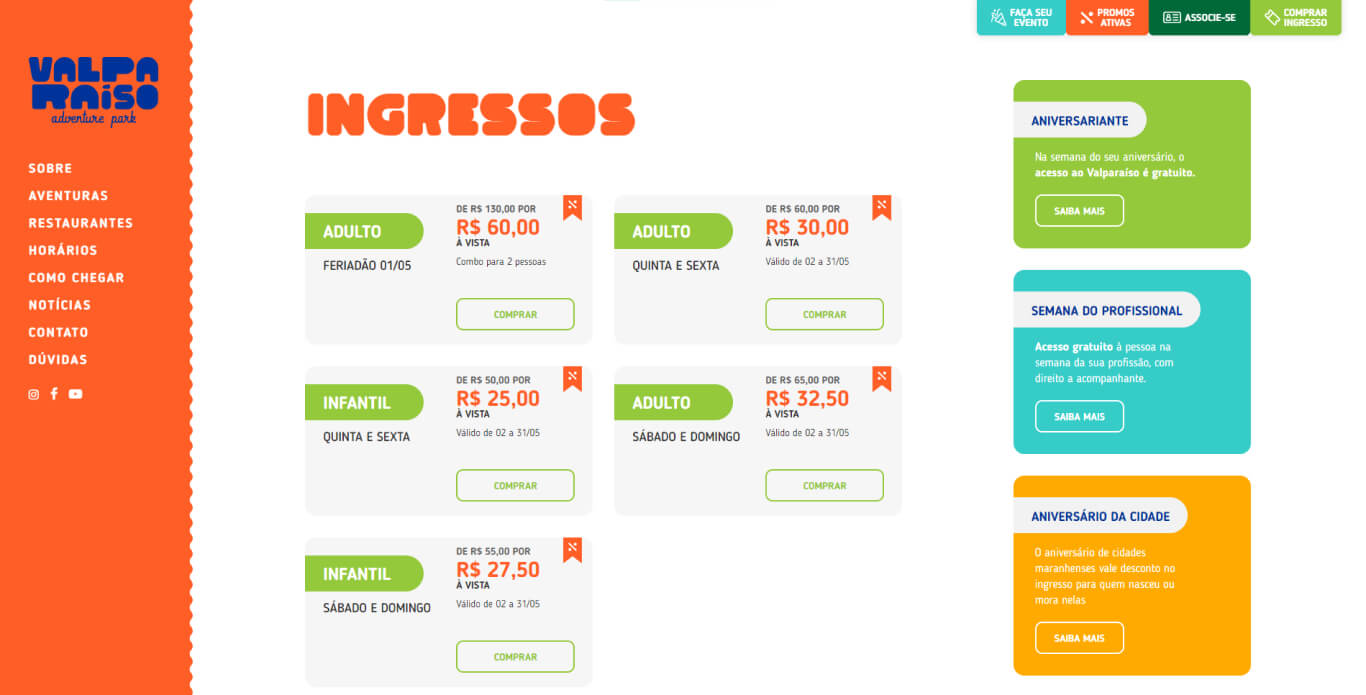 FAÇA SEU
EVENTO
PROMOS
ATIVAS
ASSOCIE-SE
COMPRAR
INGRESSO
VALPA
RAISO
adventure park
SOBRE
AVENTURAS
RESTAURANTES
HORÁRIOS
COMO CHEGAR
NOTÍCIAS
CONTATO
DÚVIDAS
INGRESSOS
ADULTO
FERIADÃO 01/05
DE R$ 130,00 POR
R$ 60,00
À VISTA
Combo para 2 pessoas
COMPRAR
ADULTO
QUINTA E SEXTA
DE R$ 60,00 POR
R$ 30,00
À VISTA
Válido de 02 a 31/05
COMPRAR
INFANTIL
QUINTA E SEXTA
DE R$ 50,00 POR
R$ 25,00
À VISTA
Válido de 02 a 31/05
COMPRAR
ADULTO
SÁBADO E DOMINGO
DE R$ 65,00 POR
R$ 32,50
À VISTA
Válido de 02 a 31/05
COMPRAR
INFANTIL
SÁBADO E DOMINGO
DE R$ 55,00 POR
R$ 27,50
À VISTA
Válido de 02 a 31/05
COMPRAR
ANIVERSARIANTE
Na semana do seu aniversário, o
acesso ao Valparaíso é gratuito.
SAIBA MAIS
SEMANA DO PROFISSIONAL
Acesso gratuito à pessoa na
semana da sua profissão, com
direito a acompanhante.
SAIBA MAIS
ANIVERSÁRIO DA CIDADE
O aniversário de cidades
maranhenses vale desconto no
ingresso para quem nasceu ou
mora nelas
SAIBA MAIS